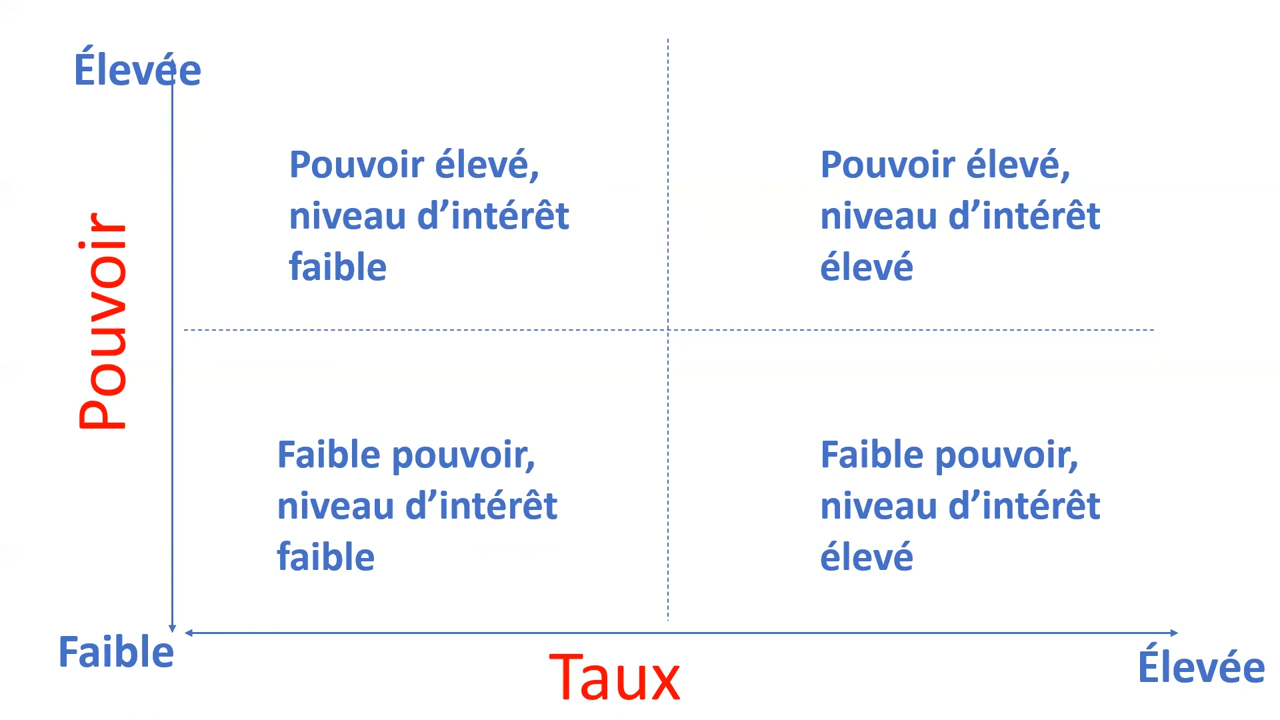 Élevée
Pouvoir
Pouvoir élevé,
niveau d’intérêt
faible
Pouvoir élevé,
niveau d’intérêt
élevé
Faible pouvoir,
niveau d’intérêt
faible
Faible pouvoir,
niveau d’intérêt
élevé
Faible
Taux
Élevée